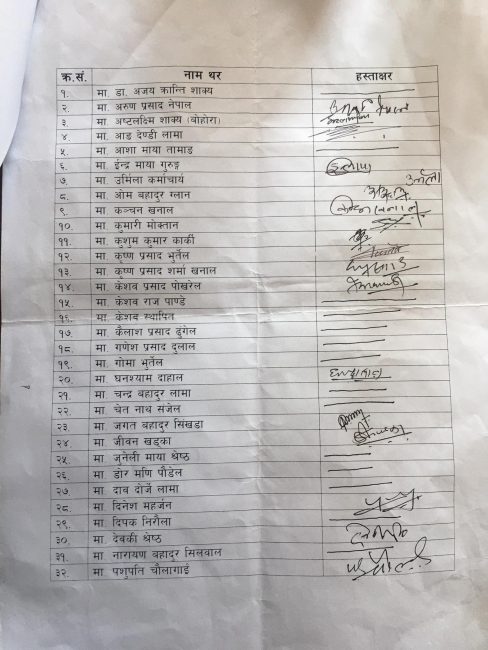 क्र.सं. नाम थर हस्ताक्षर
१. मा. डा. अजय क्रान्ति शाक्य
२. मा. अरुण प्रसाद नेपाल
३. मा. अष्टलक्ष्मि शाक्य (बोहोरा)
४. मा. आङ देण्डी लामा
५. मा. आशा माया तामाङ
६. मा. ईन्द्र माया गुरुङ्ग
७. मा. उर्मिला कर्माचार्य उर्मिला
८. मा. ओम बहादुर ग्लान
९. मा. कञ्चन खनाल
१०. मा. कुमारी मोक्तान
११. मा. कुशुम कुमार कार्की
१२. मा. कृष्ण प्रसाद भुर्तेल
१३. मा. कृष्ण प्रसाद शर्मा खनाल
१४. मा. केशव प्रसाद पोखरेल
१५. मा. केशव राज पाण्डे
१६. मा. केशव स्थापित
१७. मा. कैलाश प्रसाद ढुंगेल
१८. मा. गणेश प्रसाद दुलाल
१९. मा. गोमा भुर्तेल
२०. मा. घनश्याम दाहाल
२१. मा. चन्द्र बहादुर लामा
२२. मा. चेत नाथ संजेल
२३. मा. जगत बहादुर सिंखडा
२४. मा. जीवन खड्का
२५. मा. जुनेली माया श्रेष्ठ
२६. मा. डोर मणि पौडेल
२७. मा. दाव दोर्जे लामा
२८. मा. दिनेश महर्जन
२९. मा. दिपक निरौला
३०. मा. देवकी श्रेष्ठ
३१. मा. नारायण बहादुर सिलवाल
३२. मा. पशुपति चौलागाई